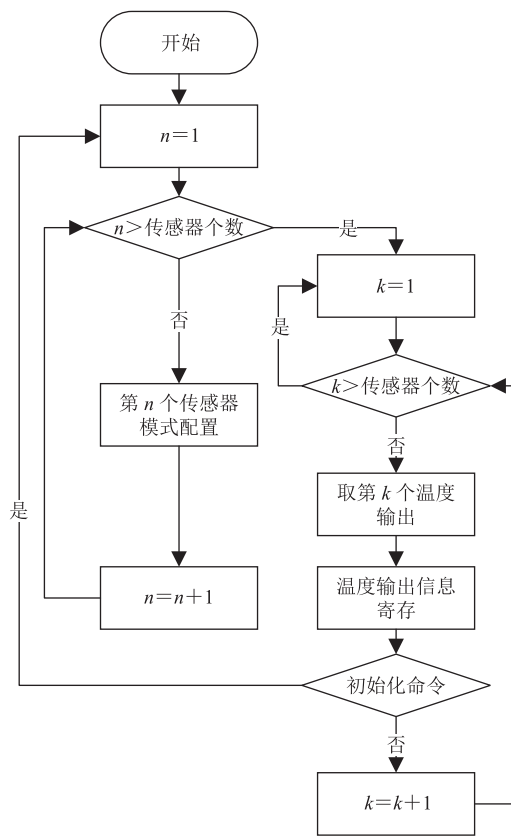 开始
n=1
n>传感器个数
是
k=1
否
是
k>传感器个数
第 n 个传感器
模式配置
否
取第 k 个温度
输出
是
n=n+1
温度输出信息
寄存
初始化命令
否
k=k+1